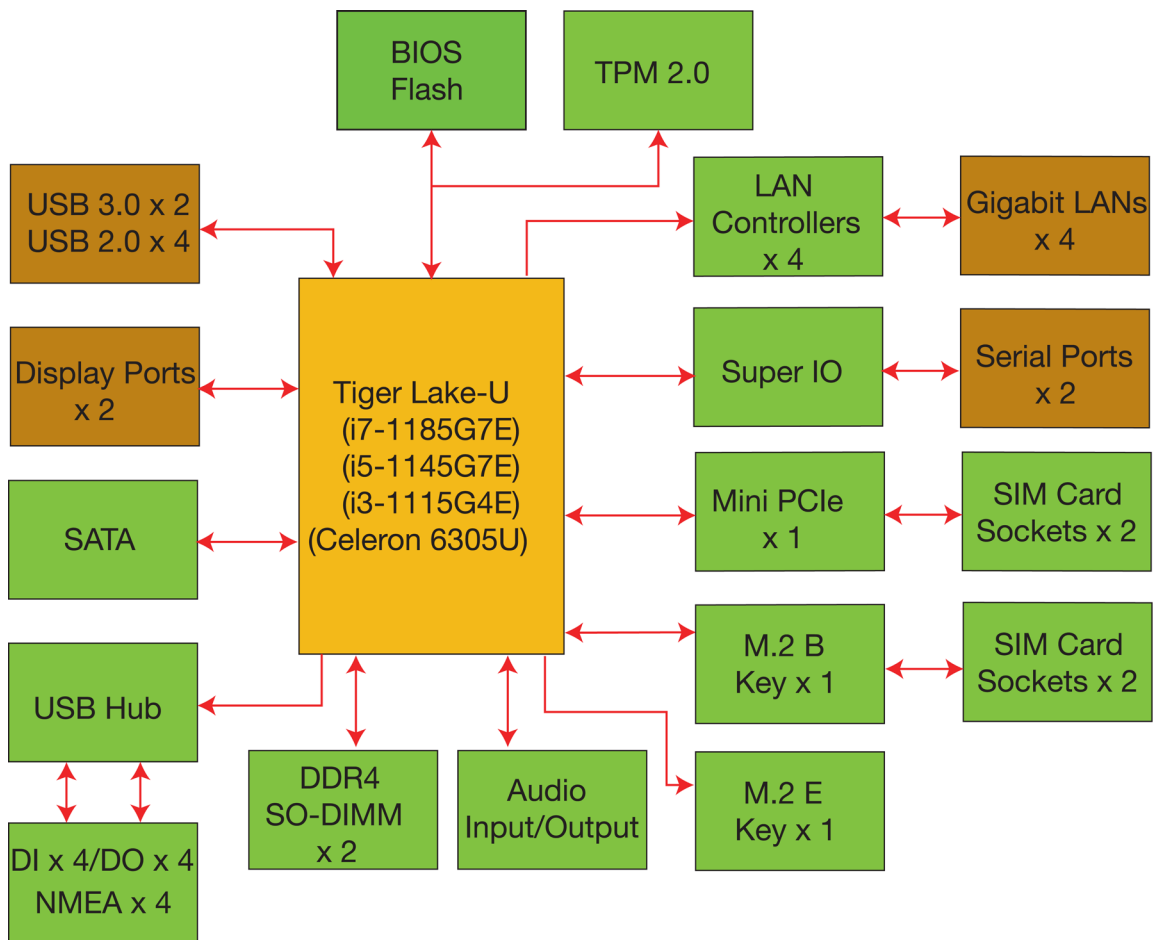 BIOS
Flash
TPM 2.0
USB 3.0 x 2
USB 2.0 x 4
LAN
Controllers
x 4
Gigabit LANs
x 4
Display Ports
x 2
Tiger Lake-U
(i7-1185G7E)
(i5-1145G7E)
(i3-1115G4E)
(Celeron 6305U)
Super IO
Serial Ports
x 2
SATA
Mini PCIe
x 1
SIM Card
Sockets x 2
M.2 B
Key x 1
SIM Card
Sockets x 2
USB Hub
DDR4
SO-DIMM
x 2
Audio
Input/Output
M.2 E
Key x 1
DI x 4/DO x 4
NMEA x 4